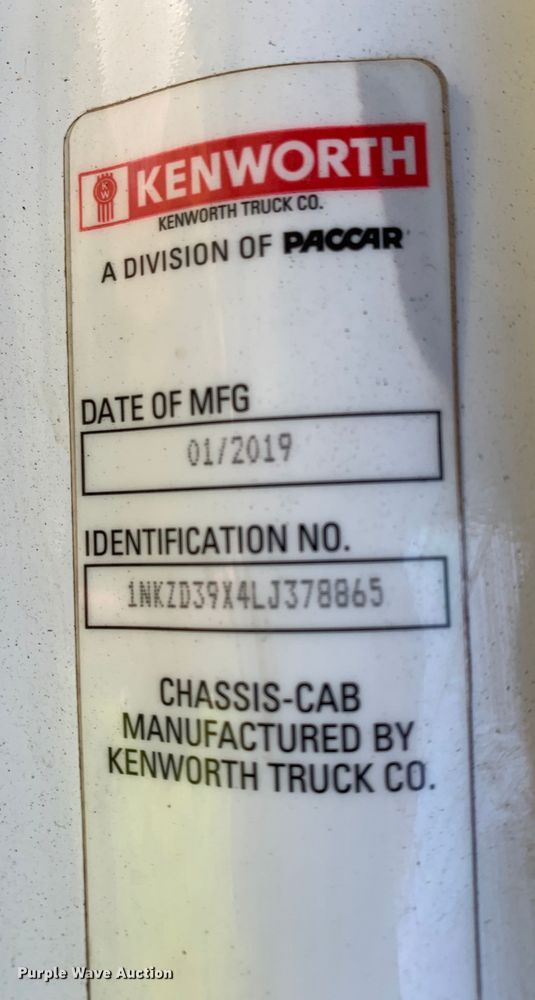 KW
KENWORTH
KENWORTH TRUCK CO.
A DIVISION OF PACCAR
DATE OF MFG
01/2019
IDENTIFICATION NO.
1NKZD39X4LJ378865
CHASSIS-CAB
MANUFACTURED BY
KENWORTH TRUCK CO.
Purple Wave Auction